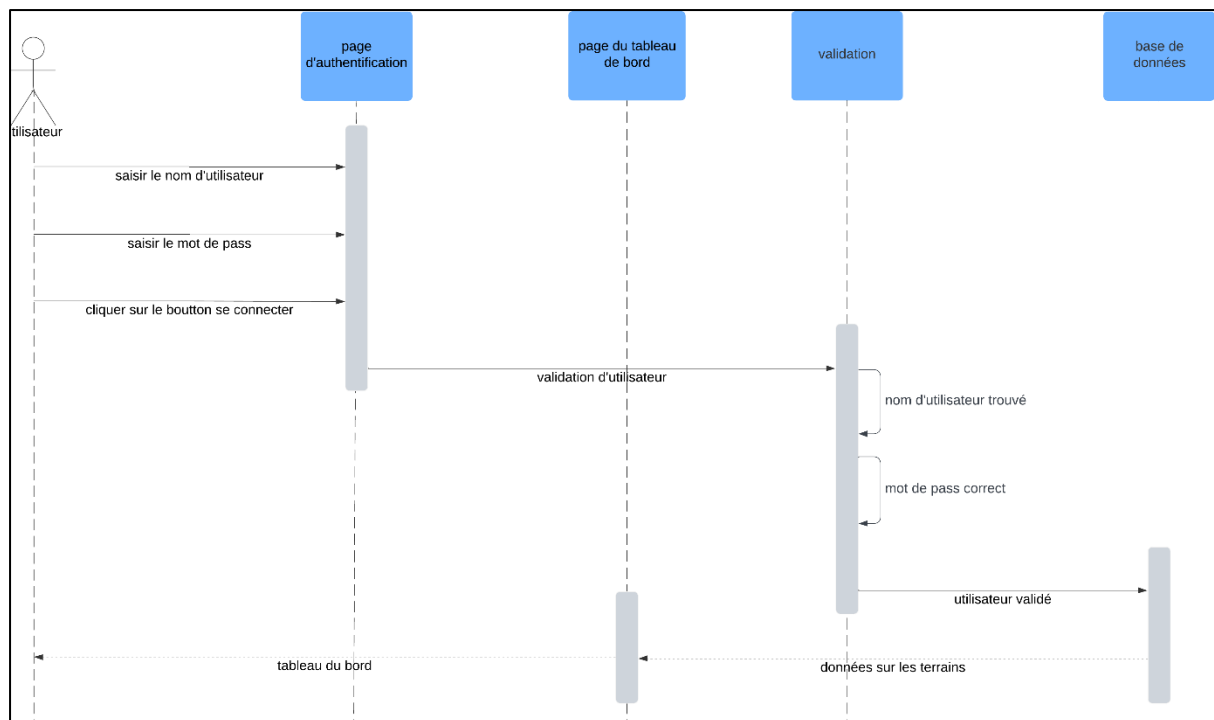 page
d'authentification
page du tableau
de bord
validation
base de
données
tilisateur
saisir le nom d'utilisateur
saisir le mot de pass
cliquer sur le boutton se connecter
validation d'utilisateur
nom d'utilisateur trouvé
mot de pass correct
utilisateur validé
tableau du bord
données sur les terrains